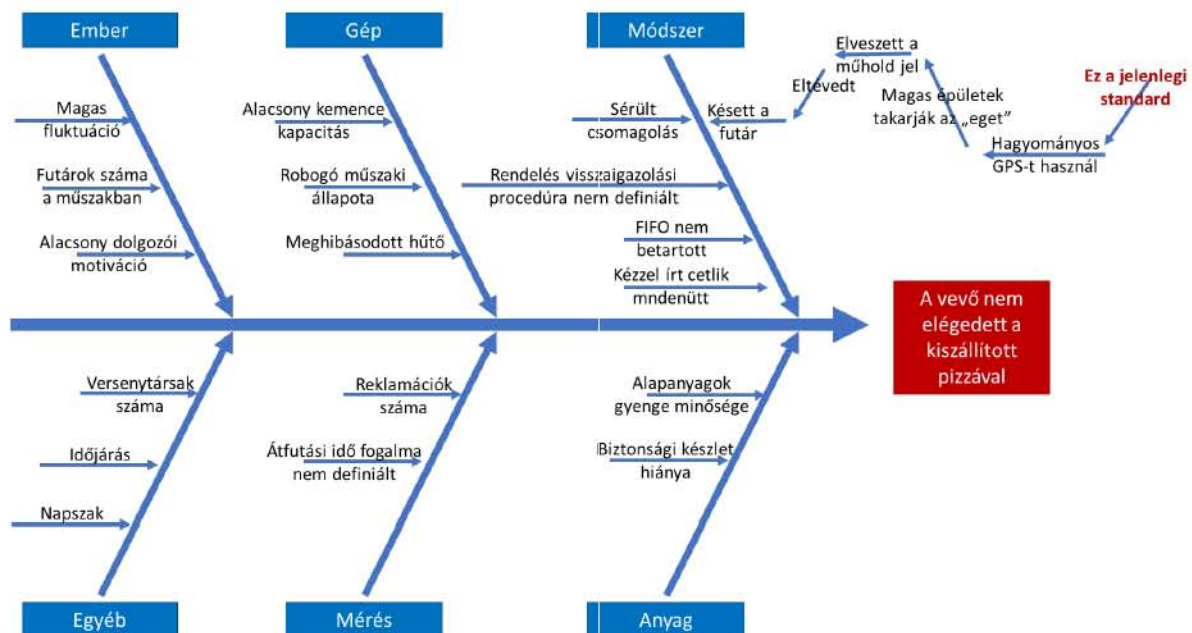 Ember
Gép
Módszer
Elveszett a
műhold jel
Eltévedt
Ez a jelenlegi
standard
Magas épületek
takarják az „eget”
Hagyományos
GPS-t használ
Magas
fluktuáció
Alacsony kemence
kapacitás
Sérült
csomagolás
Késett a
futár
Futárok száma
a műszakban
Robogó műszaki
állapota
Rendelés visszaigazolási
procedúra nem definiált
Alacsony dolgozói
motiváció
Meghibásodott hűtő
FIFO nem
betartott
Kézzel írt cetlik
mndenütt
A vevő nem
elégedett a
kiszállított
pizzával
Versenytársak
száma
Reklamációk
száma
Alapanyagok
gyenge minősége
Időjárás
Átfutási idő fogalma
nem definiált
Biztonsági készlet
hiánya
Napszak
Egyéb
Mérés
Anyag